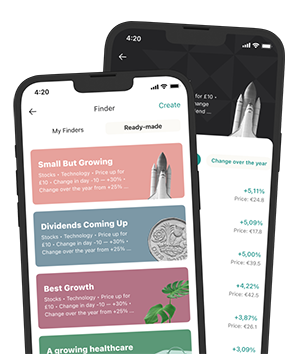 4:20
Finder
Create
My Finders
Ready-made
Small But Growing
Stocks • Technology • Price up for
£10 • Change in day -10 — +30% •
Change over the year from +25% ...
Dividends Coming Up
Stocks • Technology • Price up for
£10 • Change in day -10 — +30% •
Change over the year from +25% ...
Best Growth
Stocks • Technology • Price up for
£10 • Change in day -10 — +30% •
Change over the year from +25% ...
A growing healthcare
4:20
Price up for £10 •
Change
end
Change over the year
+5,11%
Price: €24.8
+5,09%
Price: €17.8
+5,00%
Price: €39.5
+4,22%
Price: €42.5
+3,87%
Price: €26.1
+3,09%